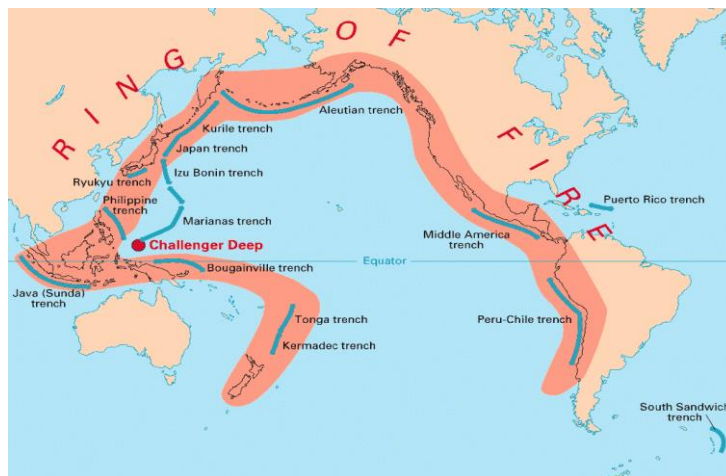 RING OF FIRE
Aleutian trench
Kurile trench
Japan trench
Izu Bonin trench
Ryukyu trench
Philippine
trench
Marianas trench
Challenger Deep
Bougainville trench
Java (Sunda)
trench
Tonga trench
Kermadec trench
Equator
Puerto Rico trench
Middle America
trench
Peru-Chile trench
South Sandwich
trench